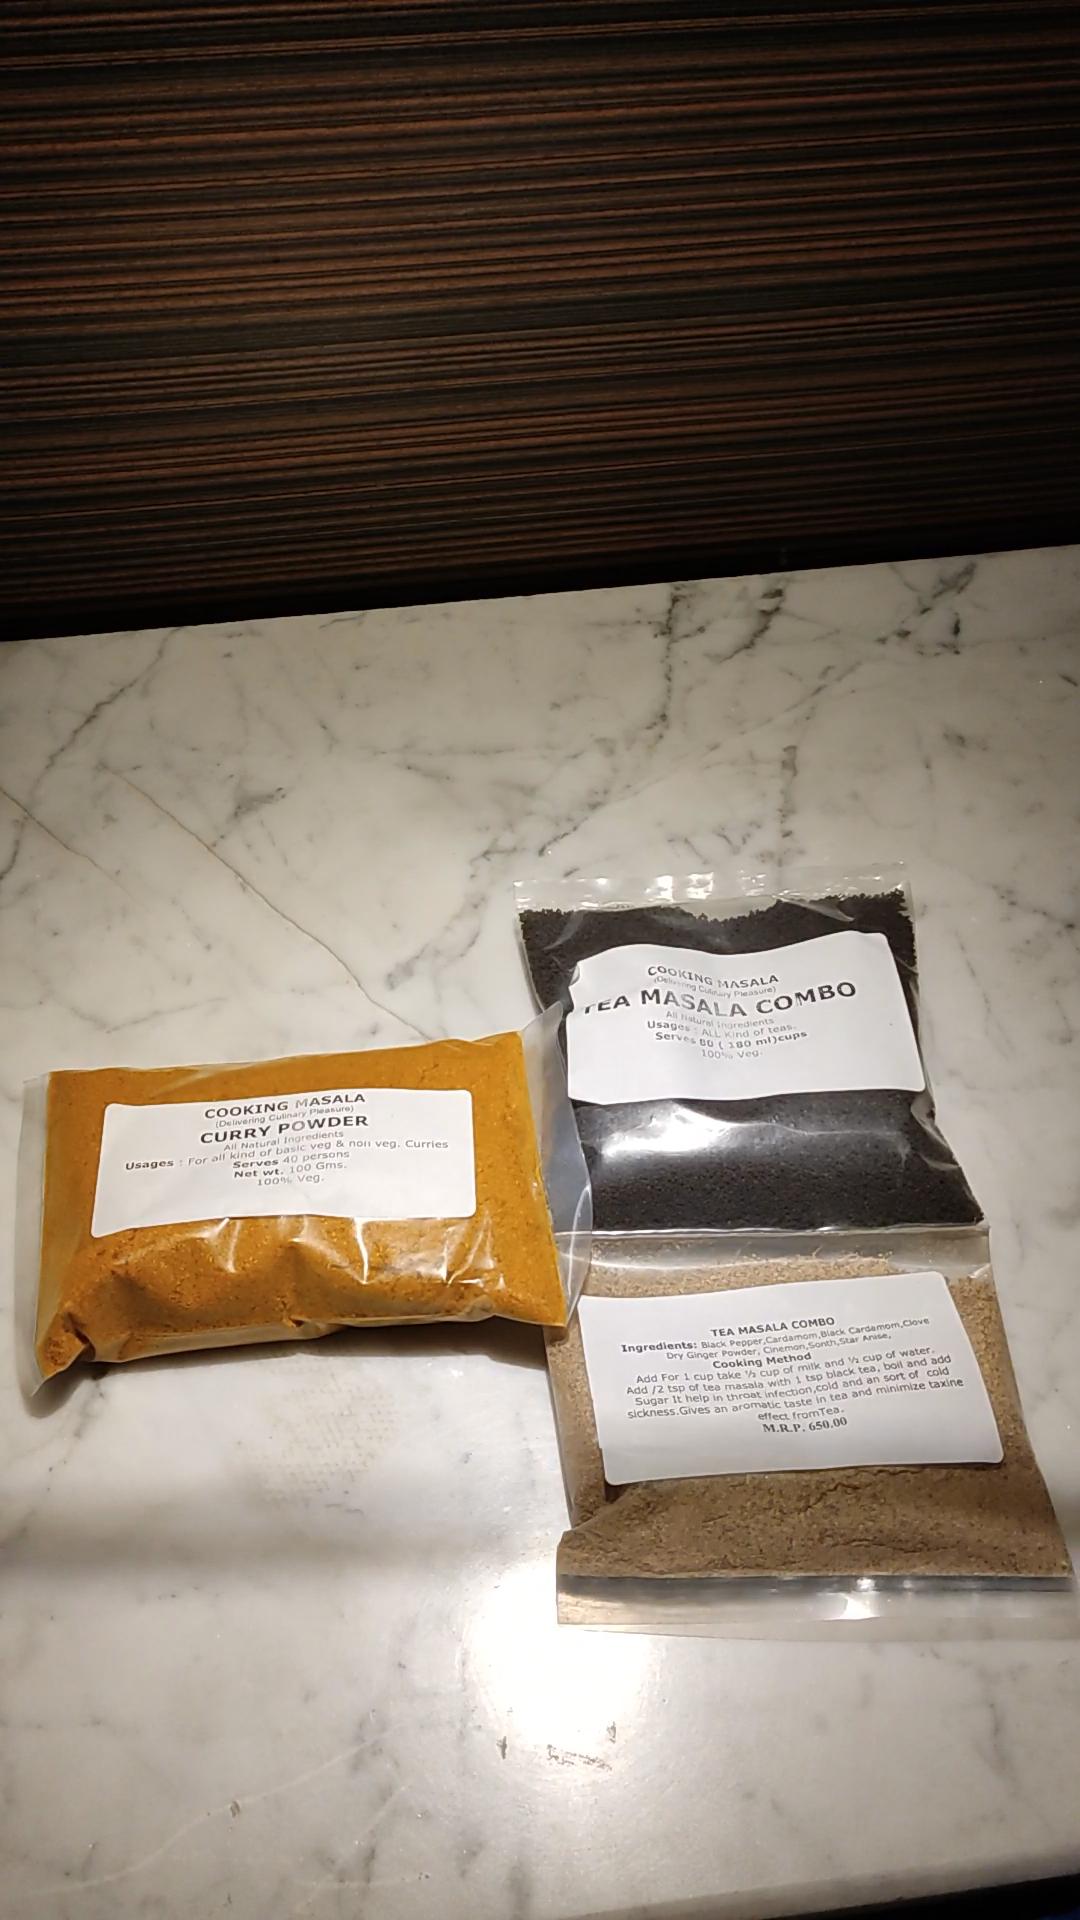 COOKING MASALA
(Delivering Culinary Pleasure)
TEA MASALA COMBO
All Natural Ingredients
Usages : ALL Kind of teas.
Serves 80 ( 180 ml)cups
100% Veg.
COOKING MASALA
(Delivering Culinary Pleasure)
CURRY POWDER
All Natural Ingredients
Usages : For all kind of basic veg & non veg. Curries
Serves 40 persons
Net wt. 100 Gms.
100% Veg.
TEA MASALA COMBO
Ingredients: Black Pepper,Cardamom,Black Cardamom,Clove
Dry Ginger Powder, Cinemon,Sonth,Star Anise,
Cooking Method
Add For 1 cup take ½ cup of milk and ½ cup of water.
Add /2 tsp of tea masala with 1 tsp black tea, boil and add
Sugar It help in throat infection,cold and an sort of cold
sickness.Gives an aromatic taste in tea and minimize taxine
effect fromTea.
M.R.P. 650.00